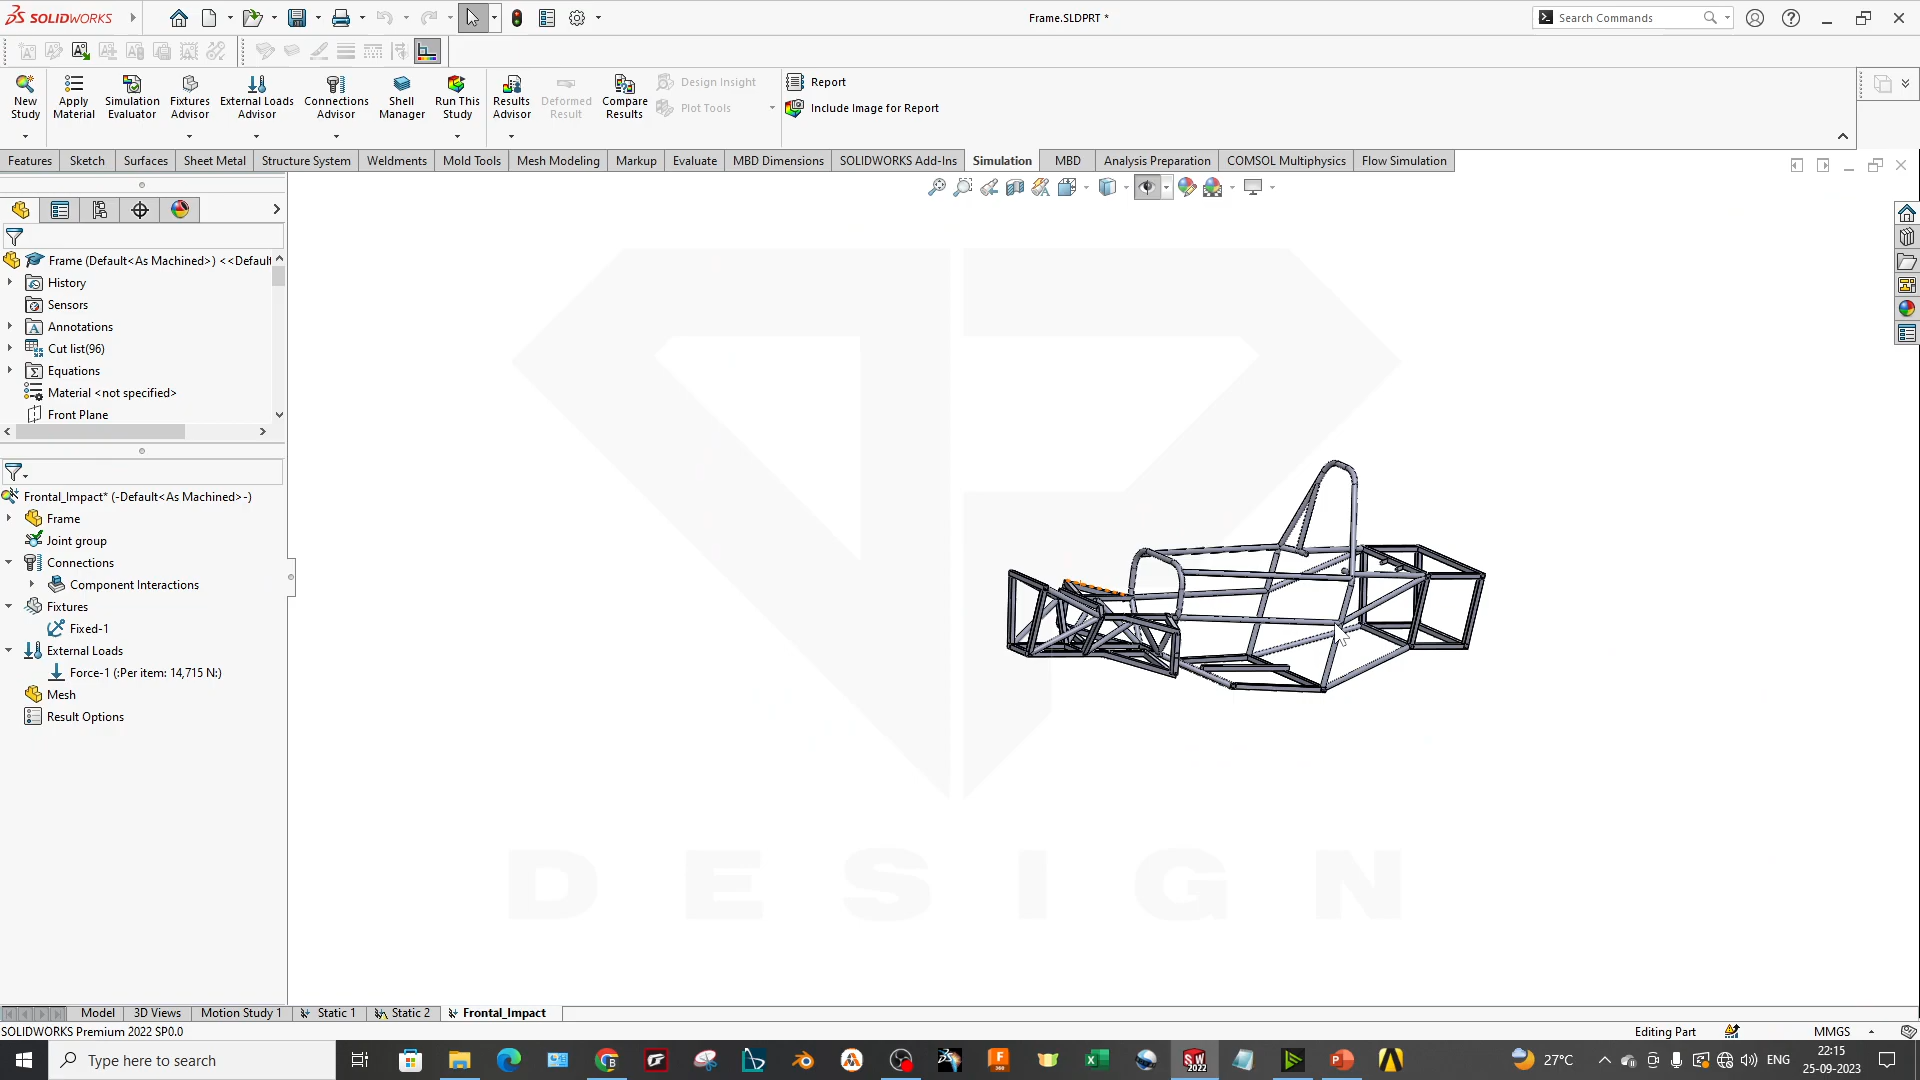 SOLIDWORKS
Frame.SLDPRT *
Search Commands
New Study
Apply Material
Simulation Evaluator
Fixtures Advisor
External Loads Advisor
Connections Advisor
Shell Manager
Run This Study
Results Advisor
Deformed Result
Compare Results
Design Insight
Plot Tools
Report
Include Image for Report
Features
Sketch
Surfaces
Sheet Metal
Structure System
Weldments
Mold Tools
Mesh Modeling
Markup
Evaluate
MBD Dimensions
SOLIDWORKS Add-Ins
Simulation
MBD
Analysis Preparation
COMSOL Multiphysics
Flow Simulation
Frame (Default<As Machined>) <<Default
History
Sensors
Annotations
Cut list(96)
Equations
Material <not specified>
Front Plane
Frontal_Impact* (-Default<As Machined>-)
Frame
Joint group
Connections
Component Interactions
Fixtures
Fixed-1
External Loads
Force-1 (:Per item: 14,715 N:)
Mesh
Result Options
DESIGN
Model
3D Views
Motion Study 1
Static 1
Static 2
Frontal_Impact
SOLIDWORKS Premium 2022 SP0.0
Editing Part
MMGS
Type here to search
27°C
ENG
22:15
25-09-2023